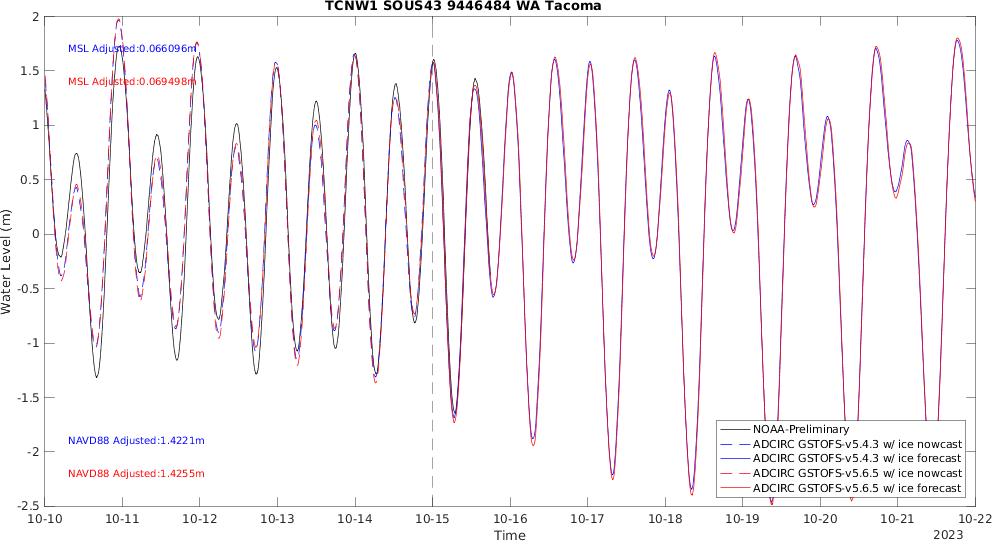 TCNW1 SOUS43 9446484 WA Tacoma
2
1.5
1
0.5
0
-0.5
-1
-1.5
-2
-2.5
Water Level (m)
MSL Adjusted:0.066096m
MSL Adjusted:0.069498m
NAVD88 Adjusted:1.4221m
NAVD88 Adjusted:1.4255m
NOAA-Preliminary
ADCIRC GSTOFS-v5.4.3 w/ ice nowcast
ADCIRC GSTOFS-v5.4.3 w/ ice forecast
ADCIRC GSTOFS-v5.6.5 w/ ice nowcast
ADCIRC GSTOFS-v5.6.5 w/ ice forecast
10-10 10-11 10-12 10-13 10-14 10-15 10-16 10-17 10-18 10-19 10-20 10-21 10-22
Time
2023